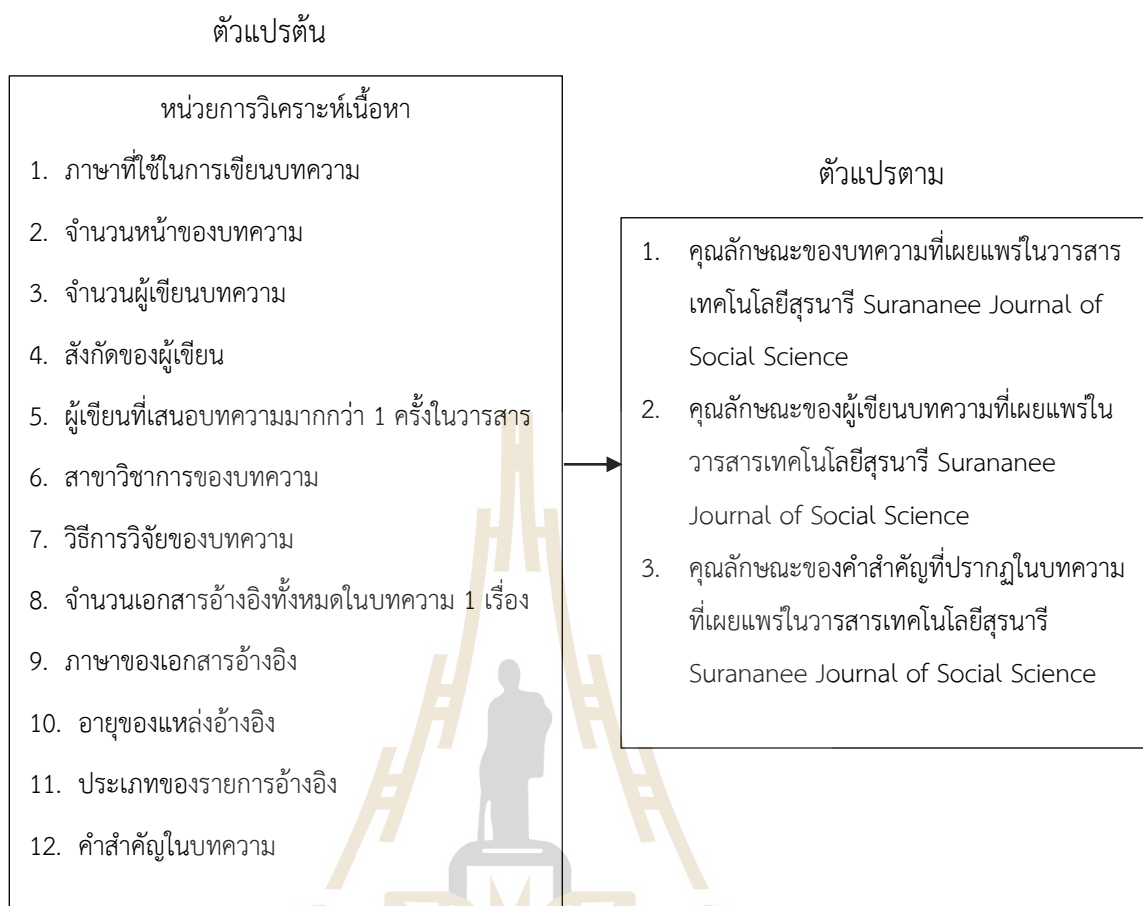 ตัวแปรต้น
หน่วยการวิเคราะห์เนื้อหา
1. ภาษาที่ใช้ในการเขียนบทความ
2. จำนวนหน้าของบทความ
3. จำนวนผู้เขียนบทความ
4. สังกัดของผู้เขียน
5. ผู้เขียนที่เสนอบทความมากกว่า 1 ครั้งในวารสาร
6. สาขาวิชาการของบทความ
7. วิธีการวิจัยของบทความ
8. จำนวนเอกสารอ้างอิงทั้งหมดในบทความ 1 เรื่อง
9. ภาษาของเอกสารอ้างอิง
10. อายุของแหล่งอ้างอิง
11. ประเภทของรายการอ้างอิง
12. คำสำคัญในบทความ
ตัวแปรตาม
1. คุณลักษณะของบทความที่เผยแพร่ในวารสาร
เทคโนโลยีสุรนารี Surananee Journal of
Social Science
2. คุณลักษณะของผู้เขียนบทความที่เผยแพร่ใน
วารสารเทคโนโลยีสุรนารี Surananee
Journal of Social Science
3. คุณลักษณะของคำสำคัญที่ปรากฏในบทความ
ที่เผยแพร่ในวารสารเทคโนโลยีสุรนารี
Surananee Journal of Social Science